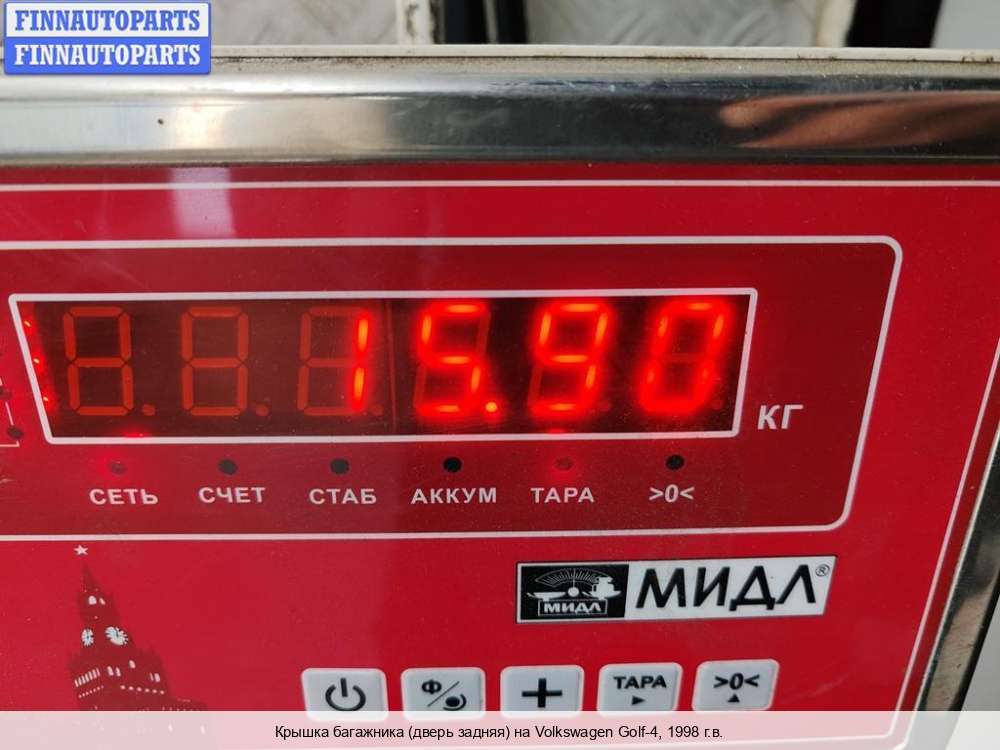 FINNAUTOPARTS
FINNAUTOPARTS
15.90
КГ
СЕТЬ СЧЕТ СТАБ АККУМ ТАРА >0<
МИДЛ МИДЛ®
Ф ТАРА >0<
Крышка багажника (дверь задняя) на Volkswagen Golf-4, 1998 г.в.